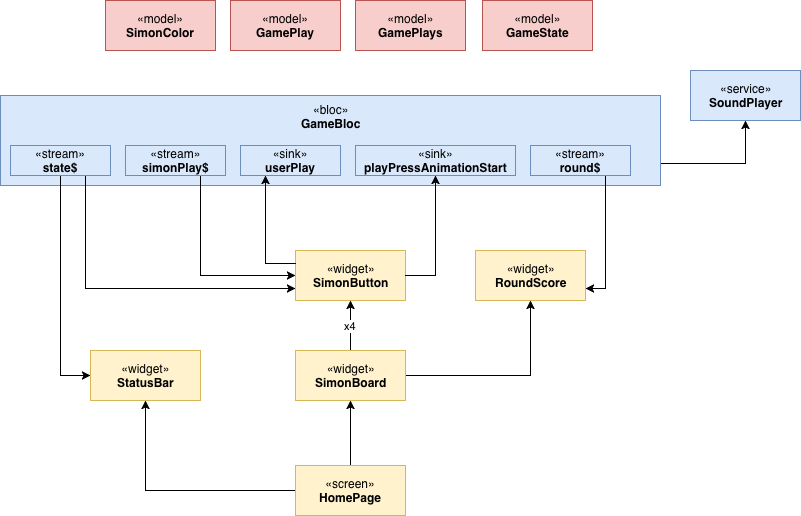 «model»
SimonColor
«model»
GamePlay
«model»
GamePlays
«model»
GameState
«service»
SoundPlayer
«bloc»
GameBloc
«stream»
state$
«stream»
simonPlay$
«sink»
userPlay
«sink»
playPressAnimationStart
«stream»
round$
«widget»
SimonButton
«widget»
RoundScore
x4
«widget»
StatusBar
«widget»
SimonBoard
«screen»
HomePage